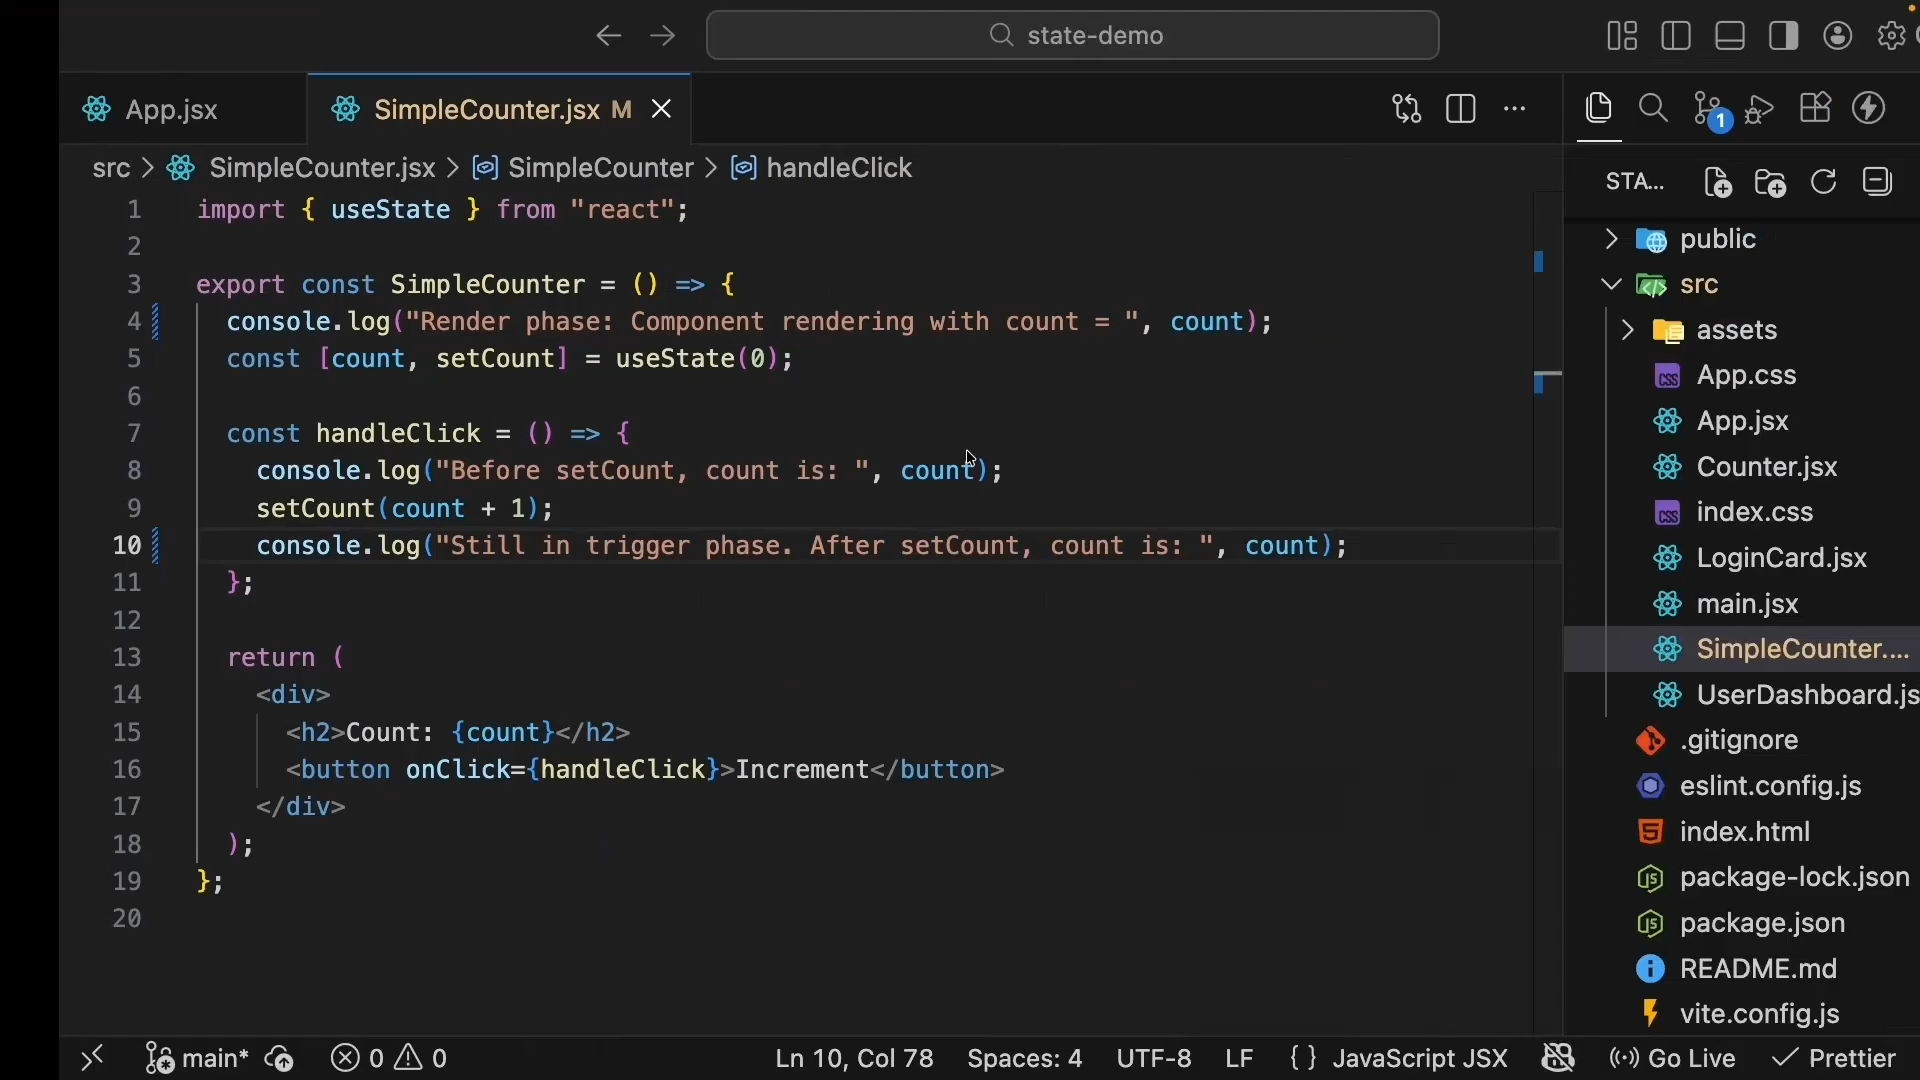 state-demo
App.jsx
SimpleCounter.jsx M
1
src > SimpleCounter.jsx > SimpleCounter > handleClick
STA...
1 import { useState } from "react";
2
3 export const SimpleCounter = () => {
4 console.log("Render phase: Component rendering with count = ", count);
5 const [count, setCount] = useState(0);
6
7 const handleClick = () => {
8 console.log("Before setCount, count is: ", count);
9 setCount(count + 1);
10 console.log("Still in trigger phase. After setCount, count is: ", count);
11 };
12
13 return (
14 <div>
15 <h2>Count: {count}</h2>
16 <button onClick={handleClick}>Increment</button>
17 </div>
18 );
19 };
20
public
src
assets
App.css
App.jsx
Counter.jsx
index.css
LoginCard.jsx
main.jsx
SimpleCounter....
UserDashboard.js
.gitignore
eslint.config.js
index.html
package-lock.json
package.json
README.md
vite.config.js
main* 0 0 Ln 10, Col 78 Spaces: 4 UTF-8 LF { } JavaScript JSX Go Live Prettier